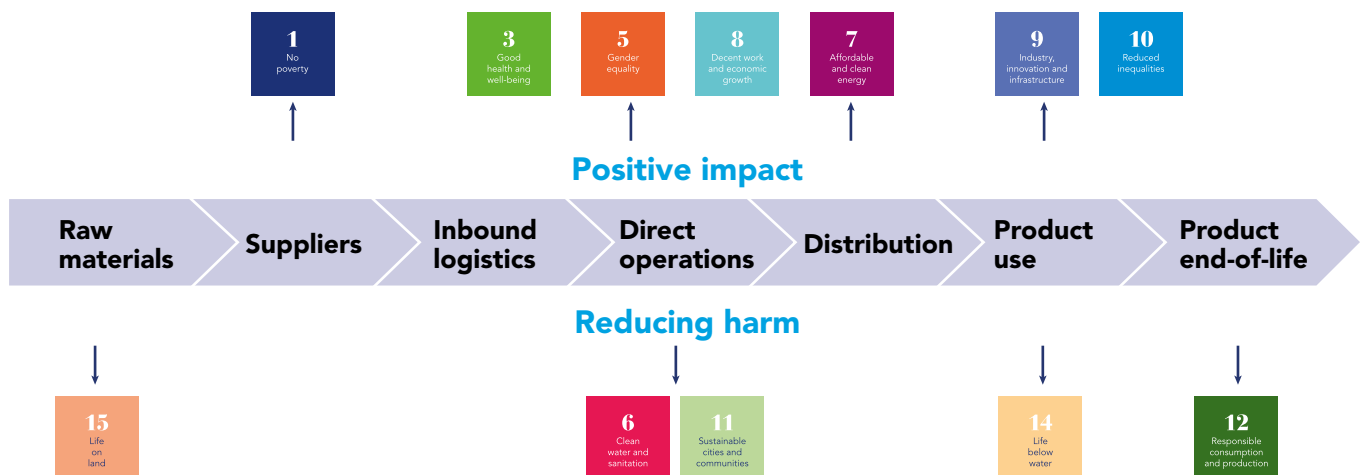 1
No
poverty
3
Good
health and
well-being
5
Gender
equality
8
Decent work
and economic
growth
7
Affordable
and clean
energy
9
Industry,
innovation and
infrastructure
10
Reduced
inequalities
Positive impact
Raw
materials
Suppliers
Inbound
logistics
Direct
operations
Distribution
Product
use
Product
end-of-life
Reducing harm
15
Life
on
land
6
Clean
water and
sanitation
11
Sustainable
cities and
communities
14
Life
below
water
12
Responsible
consumption
and production